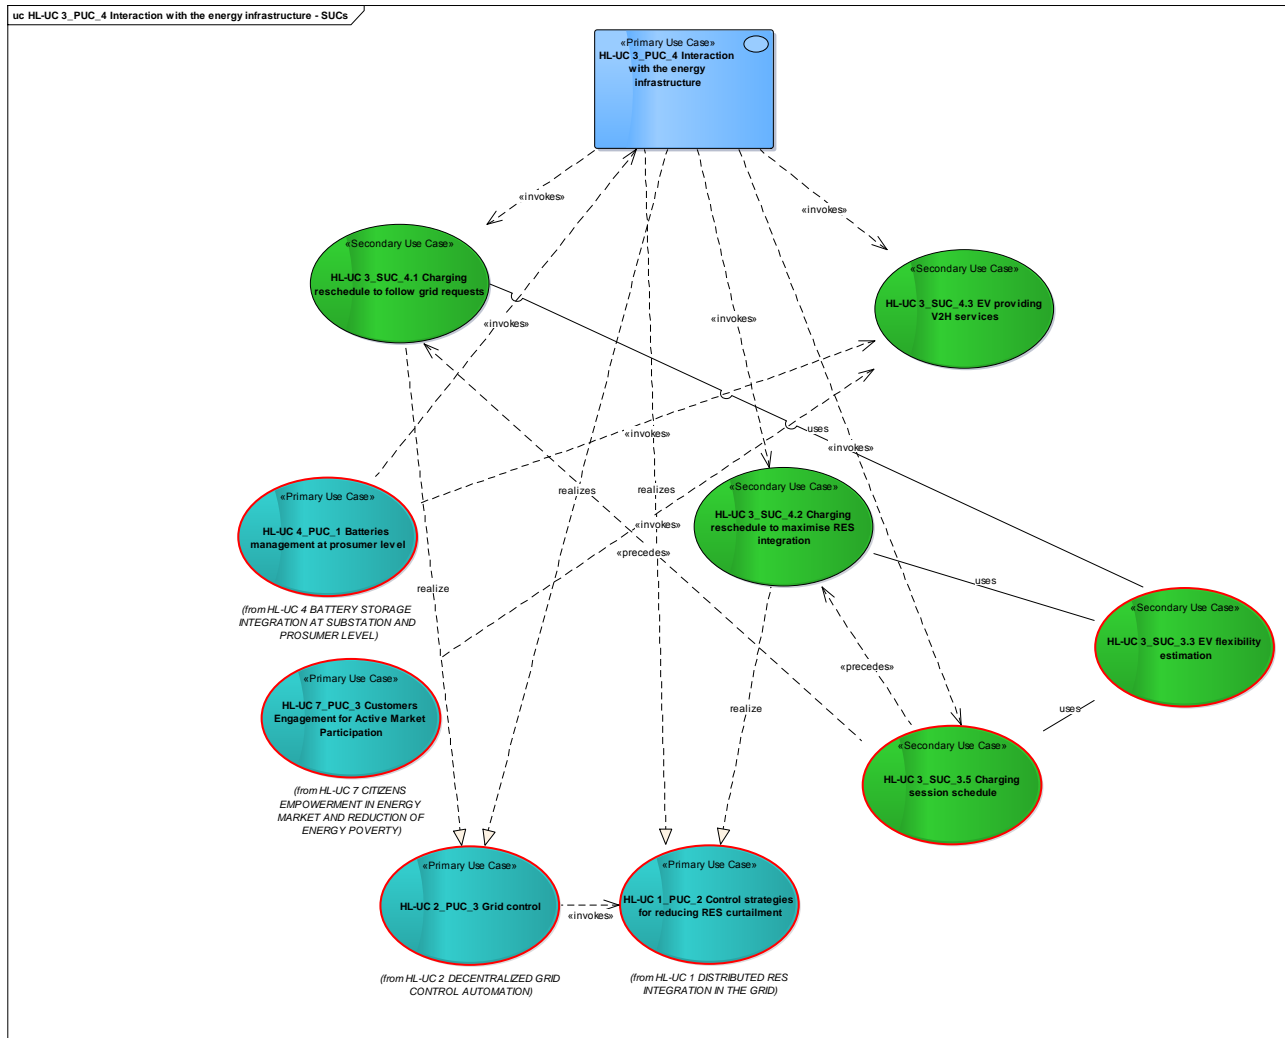 uc HL-UC 3_PUC_4 Interaction with the energy infrastructure - SUCs
«Primary Use Case»
HL-UC 3_PUC_4 Interaction
with the energy
infrastructure
«invokes»
«invokes»
«Secondary Use Case»
HL-UC 3_SUC_4.1 Charging
reschedule to follow grid requests
«Secondary Use Case»
HL-UC 3_SUC_4.3 EV providing
V2H services
«invokes»
«invokes»
«invokes»
uses
«invokes»
«Primary Use Case»
HL-UC 4_PUC_1 Batteries
management at prosumer level
(from HL-UC 4 BATTERY STORAGE
INTEGRATION AT SUBSTATION AND
PROSUMER LEVEL)
realizes
realizes
«invokes»
«precedes»
«Secondary Use Case»
HL-UC 3_SUC_4.2 Charging
reschedule to maximise RES
integration
realize
uses
«Secondary Use Case»
HL-UC 3_SUC_3.3 EV flexibility
estimation
«precedes»
«Primary Use Case»
HL-UC 7_PUC_3 Customers
Engagement for Active Market
Participation
(from HL-UC 7 CITIZENS
EMPOWERMENT IN ENERGY
MARKET AND REDUCTION OF
ENERGY POVERTY)
realize
uses
«Secondary Use Case»
HL-UC 3_SUC_3.5 Charging
session schedule
«Primary Use Case»
HL-UC 2_PUC_3 Grid control
(from HL-UC 2 DECENTRALIZED GRID
CONTROL AUTOMATION)
«invokes»
«Primary Use Case»
HL-UC 1_PUC_2 Control strategies
for reducing RES curtailment
(from HL-UC 1 DISTRIBUTED RES
INTEGRATION IN THE GRID)